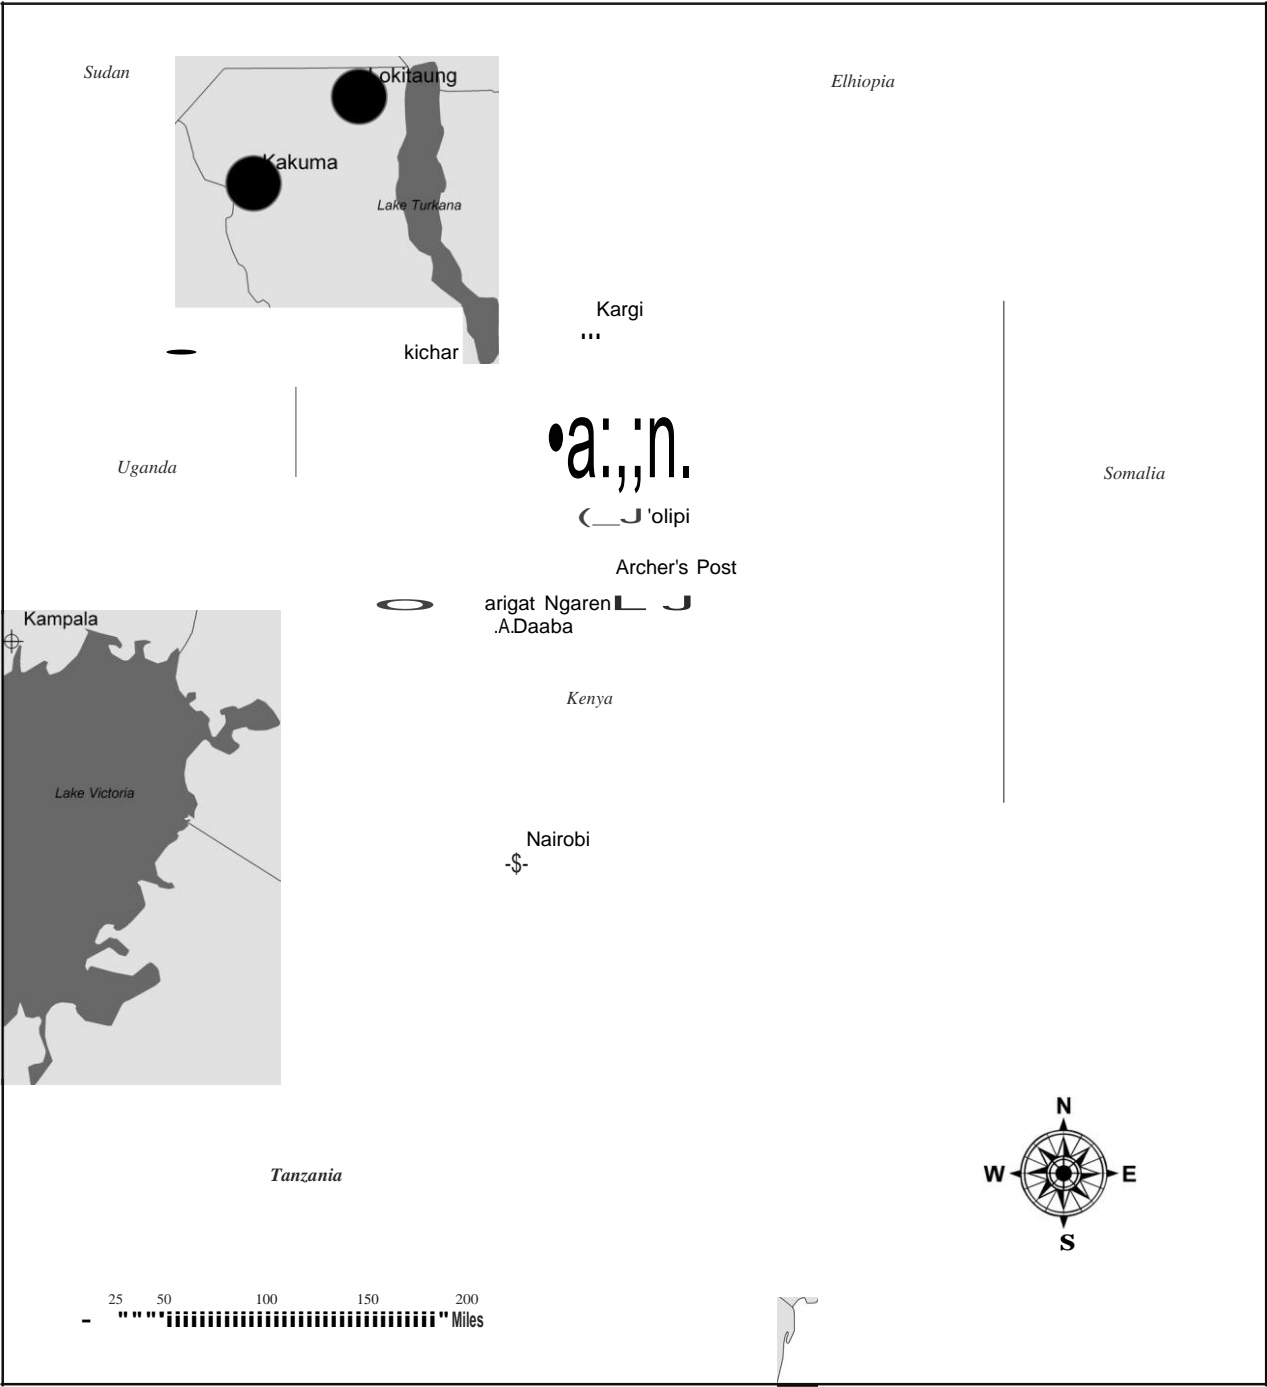 Sudan
Elhiopia
okitaung
Kakuma
Lake Turkana
Kargi
kichar
•a:,;n.
Uganda
Somalia
'olipi
Archer's Post
arigat Ngaren
.A.Daaba
Kampala
Kenya
Lake Victoria
Nairobi
-$-
N
W E
S
Tanzania
25 50 100 150 200
Miles